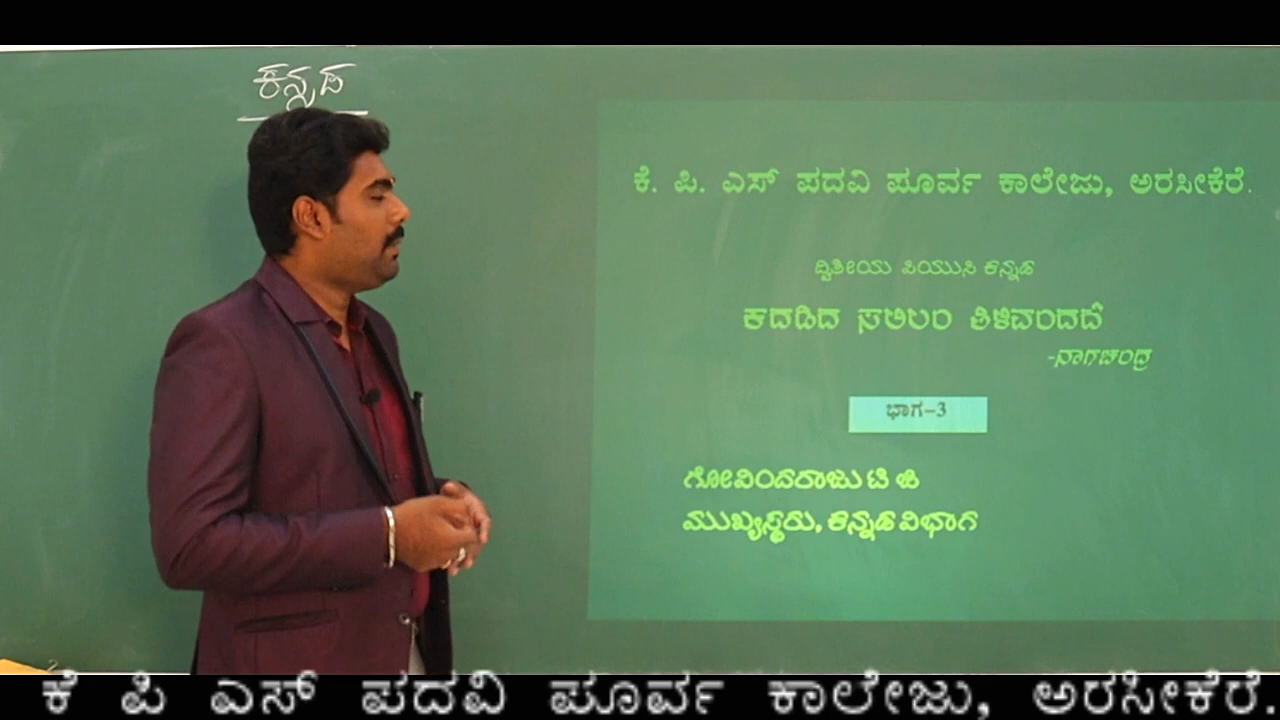 ಕನ್ನಡ
ಕೆ. ಪಿ. ಎಸ್ ಪದವಿ ಪೂರ್ವ ಕಾಲೇಜು, ಅರಸೀಕೆರೆ.
ದ್ವಿತೀಯ ಪಿಯುಸಿ ಕನ್ನಡ
ಕದಡಿದ ಸಲಿಲಂ ತಿಳಿವಂದದೆ
-ನಾಗಚಂದ್ರ
ಭಾಗ-3
ಗೋವಿಂದರಾಜು ಟಿ ಜಿ
ಮುಖ್ಯಸ್ಥರು, ಕನ್ನಡ ವಿಭಾಗ
ಕೆ ಪಿ ಎಸ್ ಪದವಿ ಪೂರ್ವ ಕಾಲೇಜು, ಅರಸೀಕೆರೆ.